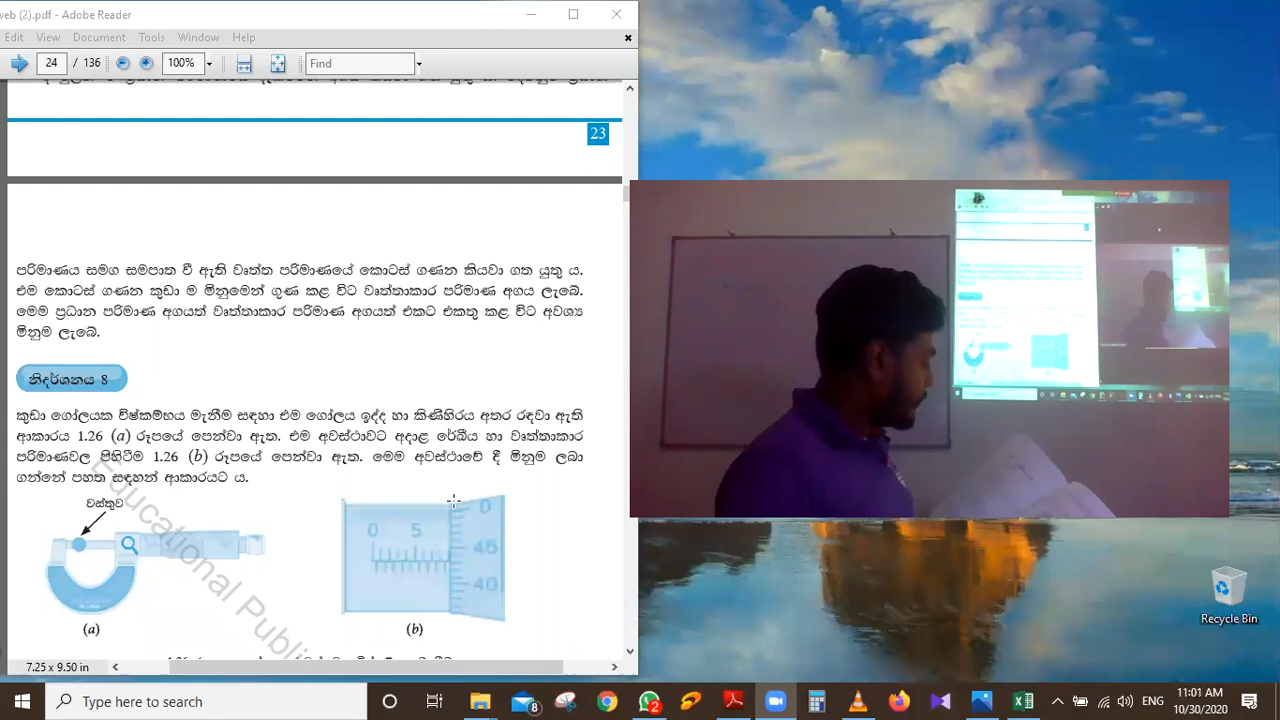 veb (2).pdf - Adobe Reader
Edit View Document Tools Window Help
24 / 136 100% Find
23
පරිමාණය සමග සමපාත වී ඇති වෘත්ත පරිමාණයේ කොටස් ගණන කියවා ගත යුතු ය.
එම කොටස් ගණන කුඩා ම මිනුමෙන් ගුණ කළ විට වෘත්තාකාර පරිමාණ අගය ලැබේ.
මෙම ප්‍රධාන පරිමාණ අගයත් වෘත්තාකාර පරිමාණ අගයත් එකට එකතු කළ විට අවශ්‍ය
මිනුම ලැබේ.
නිදර්ශනය 8
කුඩා ගෝලයක විෂ්කම්භය මැනීම සඳහා එම ගෝලය ඉද්ද හා කිණිහිරය අතර රඳවා ඇති
ආකාරය 1.26 (a) රූපයේ පෙන්වා ඇත. එම අවස්ථාවට අදාළ රේඛීය හා වෘත්තාකාර
පරිමාණවල පිහිටීම 1.26 (b) රූපයේ පෙන්වා ඇත. මෙම අවස්ථාවේ දී මිනුම ලබා
ගන්නේ පහත සඳහන් ආකාරයට ය.
වස්තුව
0 5
0
45
40
(a) (b)
Educational Publi
7.25 x 9.50 in
Recycle Bin
Type here to search
8
2
ENG
11:01 AM
10/30/2020